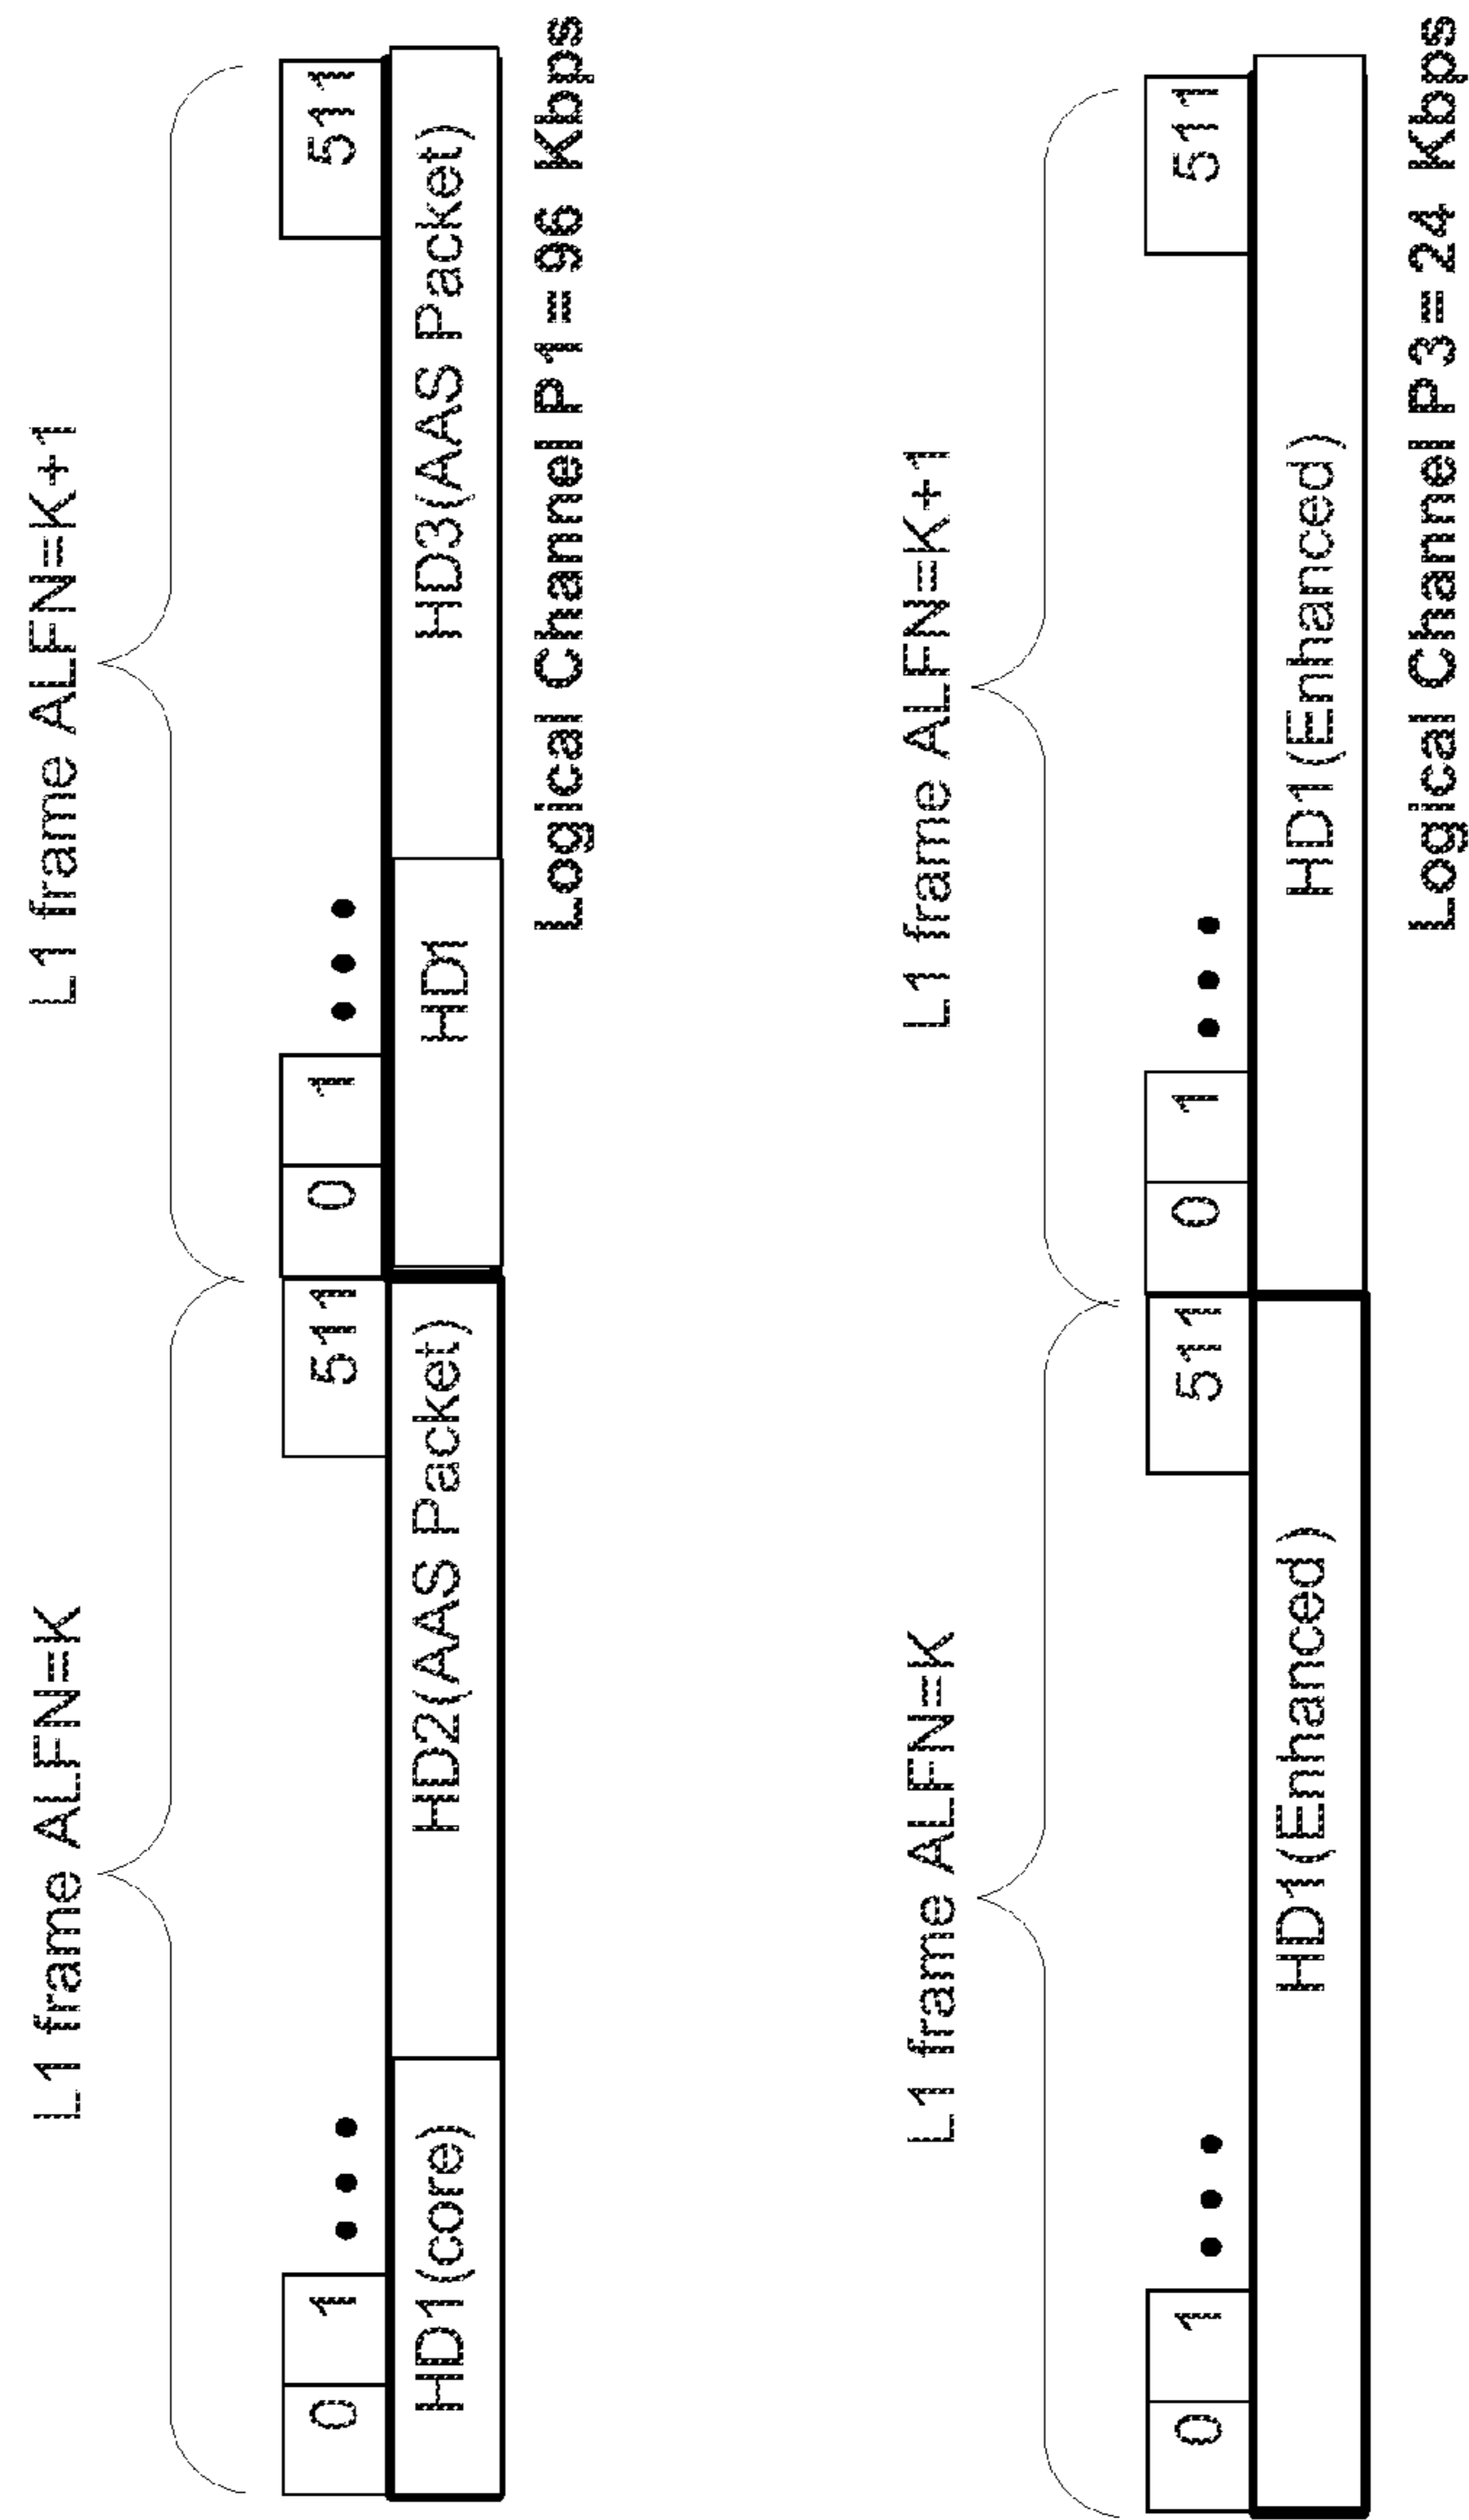 L1 frame ALFN=K
L1 frame ALFN=K+1
0 1 511 0 1 511
HD1(core) HD2(AAS Packet) HDI HD3(AAS Packet)
Logical Channel P1=96 Kbps
L1 frame ALFN=K
L1 frame ALFN=K+1
0 1 511 0 1 511
HD1(Enhanced) HD1(Enhanced)
Logical Channel P3=24 Kbps